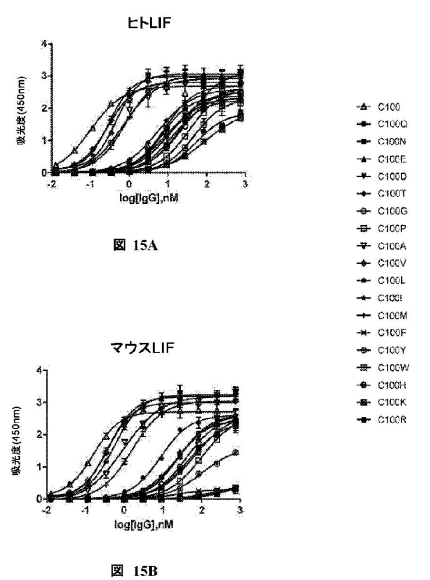 ヒトLIF
吸光度(450nm)
4
3
2
1
0
-2 -1 0 1 2 3
log[IgG],nM
図 15A
C100
C100Q
C100N
C100E
C100D
C100T
C100G
C100P
C100A
C100V
C100L
C100I
C100M
C100F
C100Y
C100W
C100H
C100K
C100R
マウスLIF
吸光度(450nm)
4
3
2
1
0
-2 -1 0 1 2 3
log[IgG],nM
図 15B